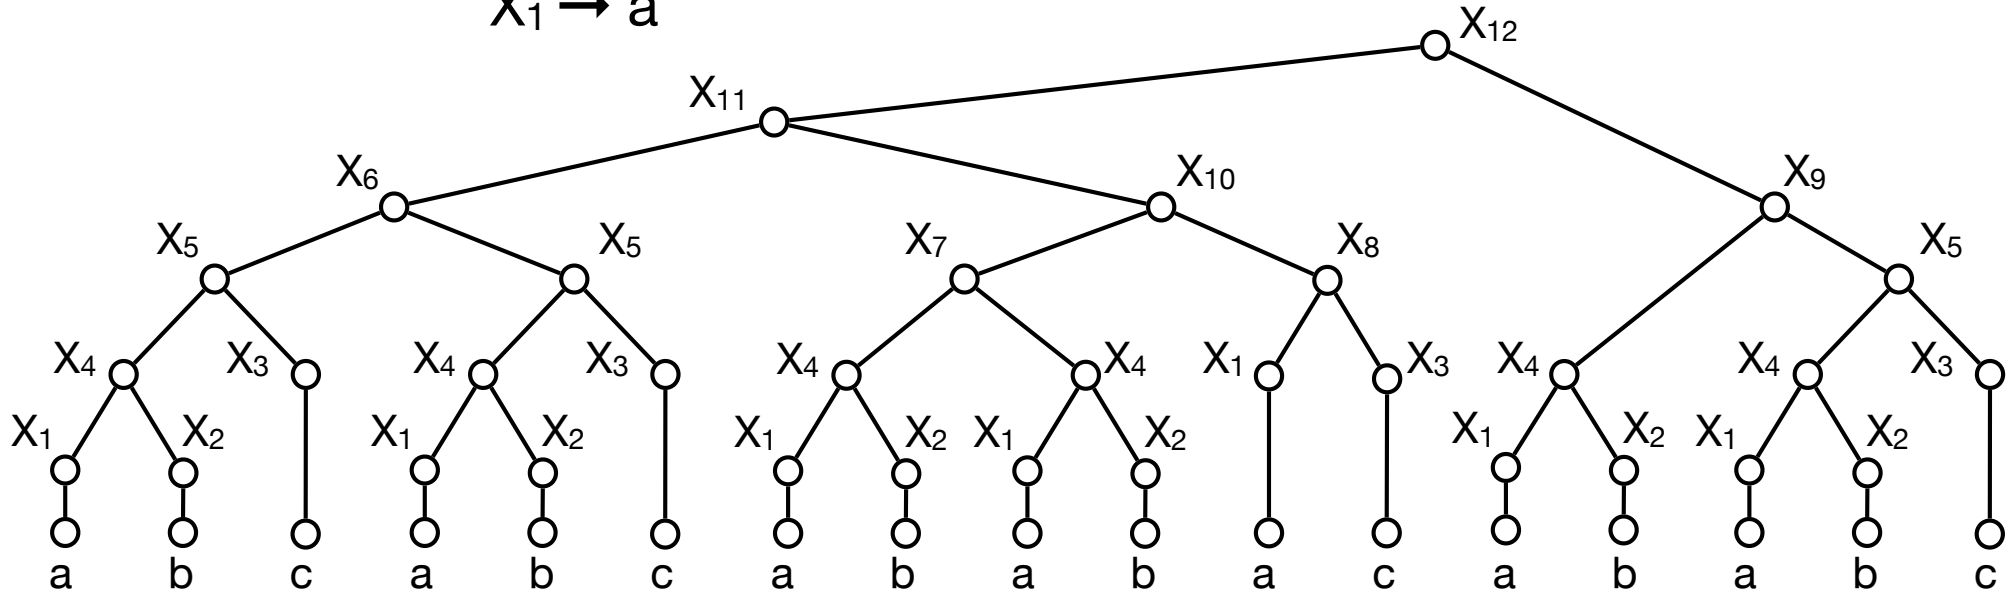 X₁ → a
X₁₂
X₁₁
X₆ X₁₀ X₉
X₅ X₅ X₇ X₈ X₅
X₄ X₃ X₄ X₃ X₄ X₄ X₁ X₃ X₄ X₄ X₃
X₁ X₂ X₁ X₂ X₁ X₂ X₁ X₂ X₁ X₂ X₁ X₂
a b c a b c a b a b a c a b a b c